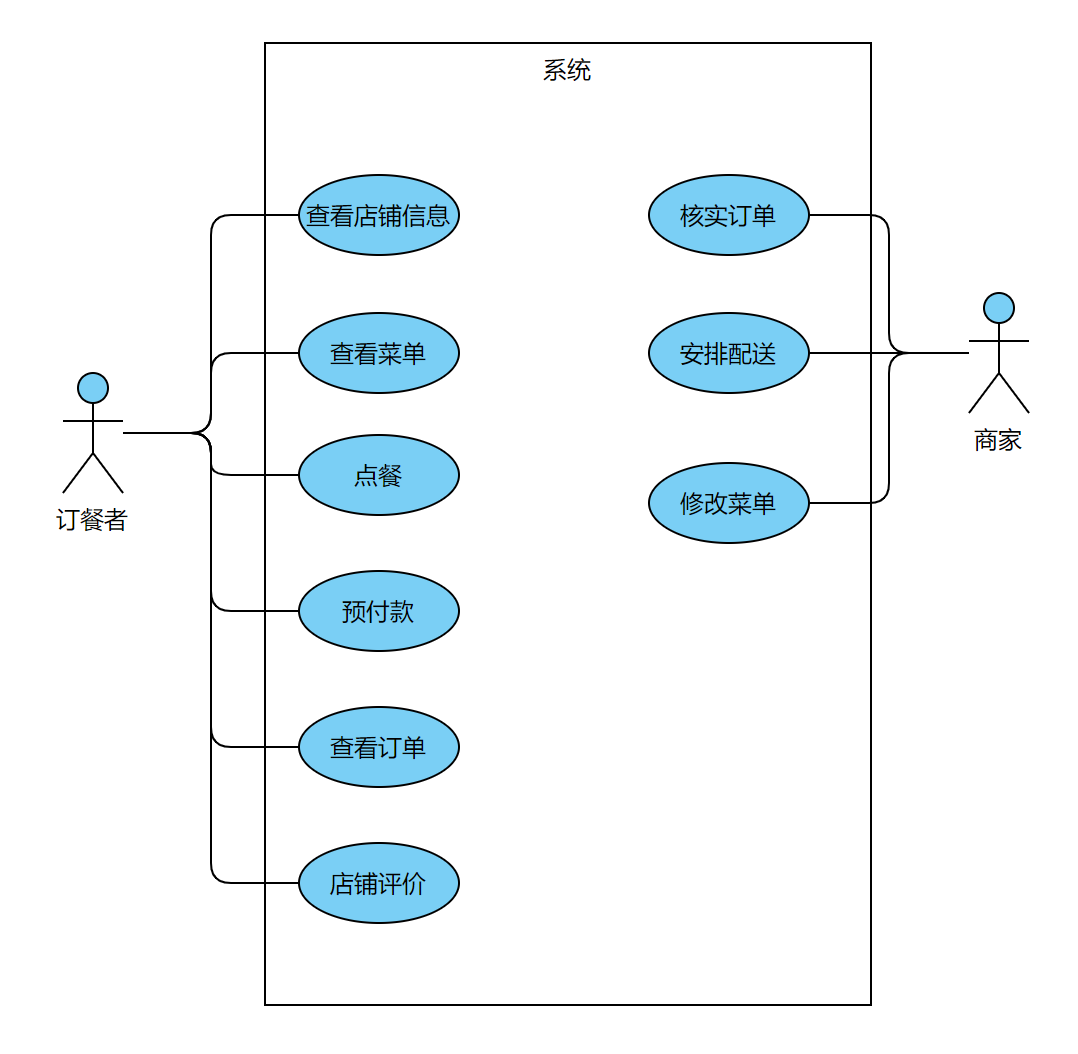 系统
查看店铺信息
查看菜单
点餐
预付款
查看订单
店铺评价
核实订单
安排配送
修改菜单
订餐者
商家